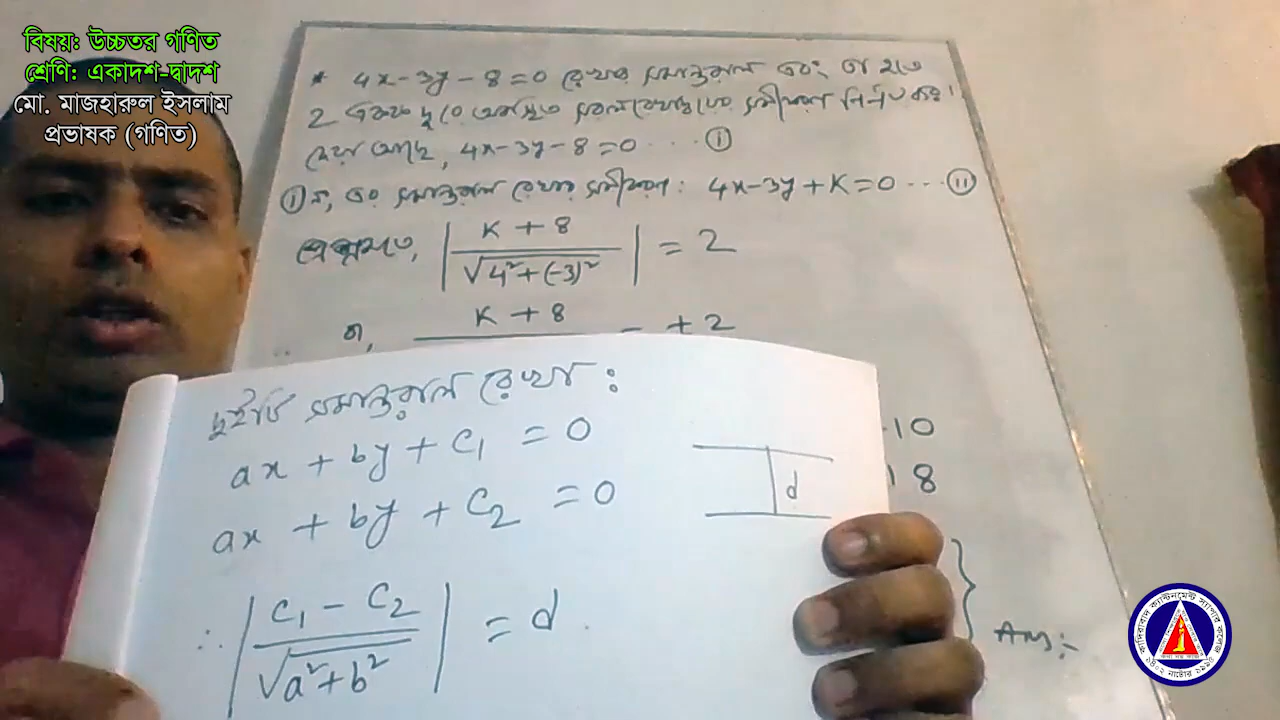 বিষয়: উচ্চতর গণিত
শ্রেণি: একাদশ-দ্বাদশ
মো. মাজহারুল ইসলাম
প্রভাষক (গণিত)
* 4x-3y-8=0 রেখার সমান্তরাল এবং তা হতে
2 একক দূরে অবস্থিত সরলরেখাসমূহের সমীকরণ নির্ণয় কর।
দেয়া আছে, 4x-3y-8=0 ... (i)
(i) নং এর সমান্তরাল রেখার সমীকরণ: 4x-3y+K=0 ... (ii)
প্রশ্নমতে, | (K+8) / √(4²+(-3)²) | = 2
বা, K+8 = ±2
-10
18
Ans:-
দুইটি সমান্তরাল রেখা:
ax + by + c₁ = 0
ax + by + c₂ = 0
d
∴ | (c₁ - c₂) / √(a²+b²) | = d.